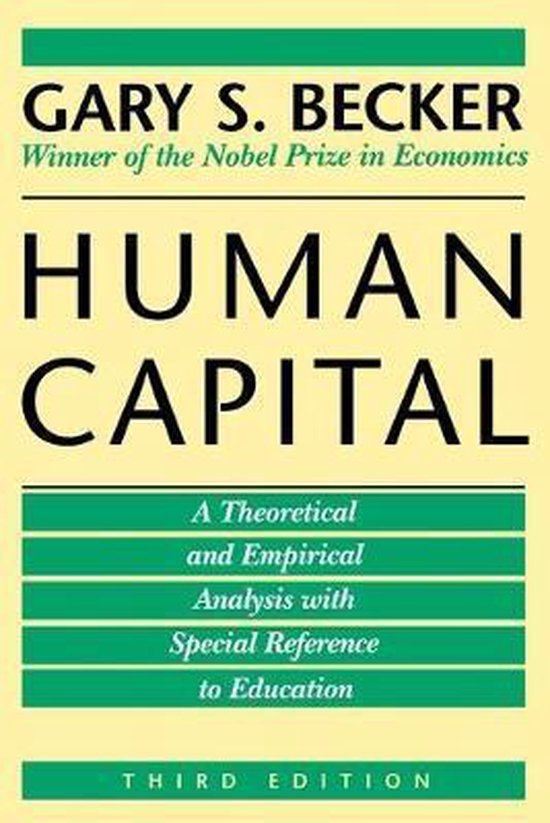 GARY S. BECKER
Winner of the Nobel Prize in Economics
HUMAN
CAPITAL
A Theoretical
and Empirical
Analysis with
Special Reference
to Education
THIRD EDITION